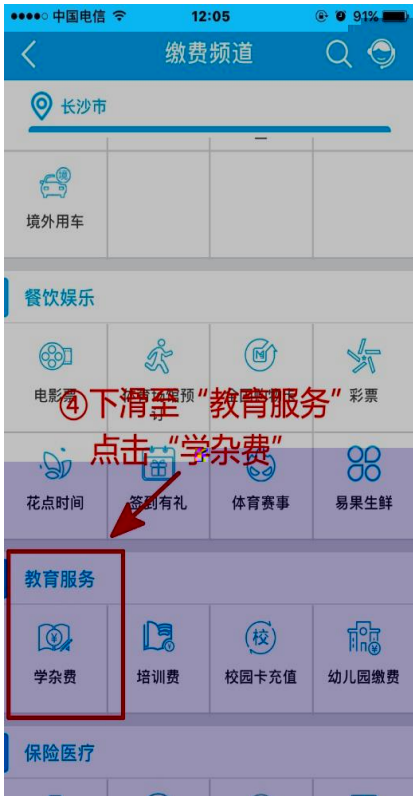 中国电信 12:05 91%
缴费频道
长沙市
境外用车
餐饮娱乐
④下滑至“教育服务”
点击“学杂费”
电影票 彩票
花点时间 签到有礼 体育赛事 易果生鲜
教育服务
学杂费 培训费 校园卡充值 幼儿园缴费
保险医疗